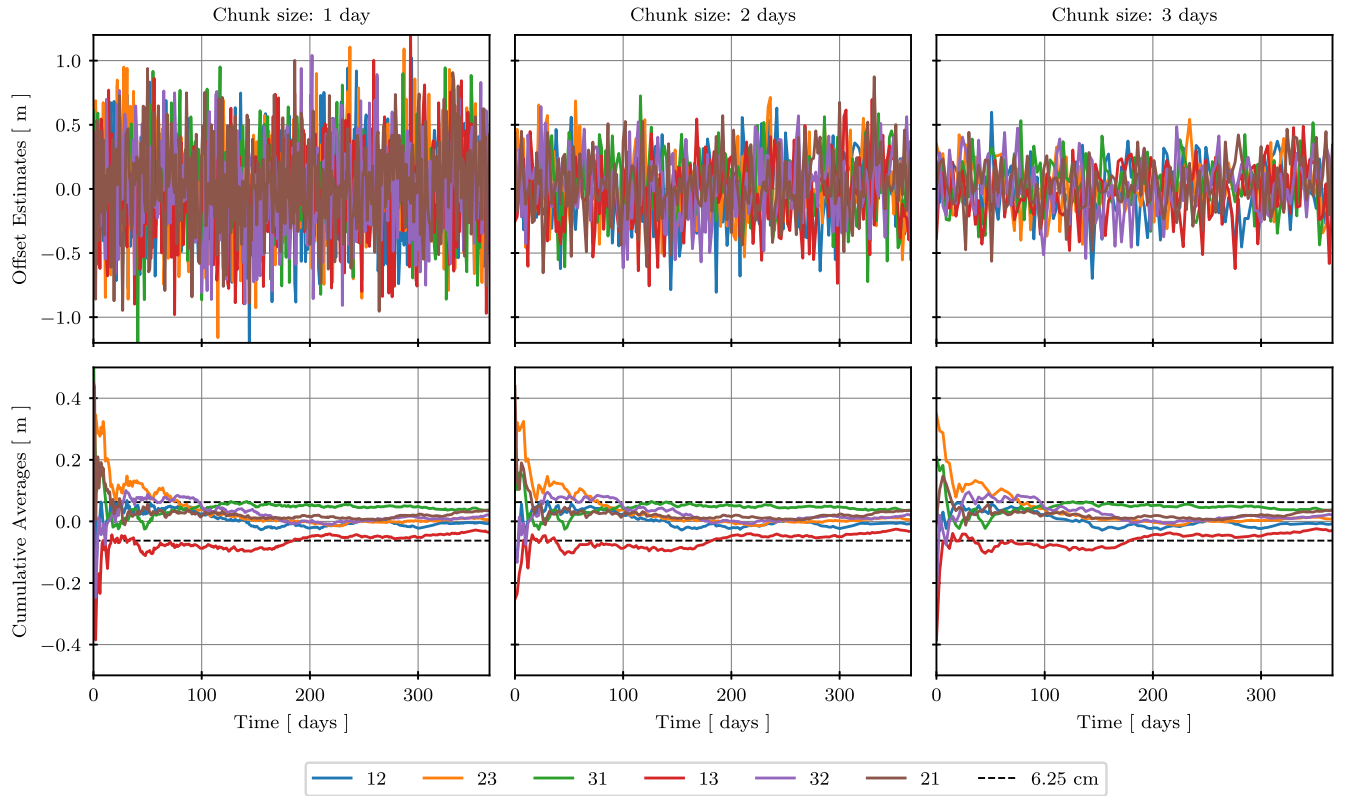 Chunk size: 1 day
Chunk size: 2 days
Chunk size: 3 days
Offset Estimates [ m ]
1.0
0.5
0.0
−0.5
−1.0
Cumulative Averages [ m ]
0.4
0.2
0.0
−0.2
−0.4
0 100 200 300
0 100 200 300
0 100 200 300
Time [ days ]
Time [ days ]
Time [ days ]
12 23 31 13 32 21 6.25 cm